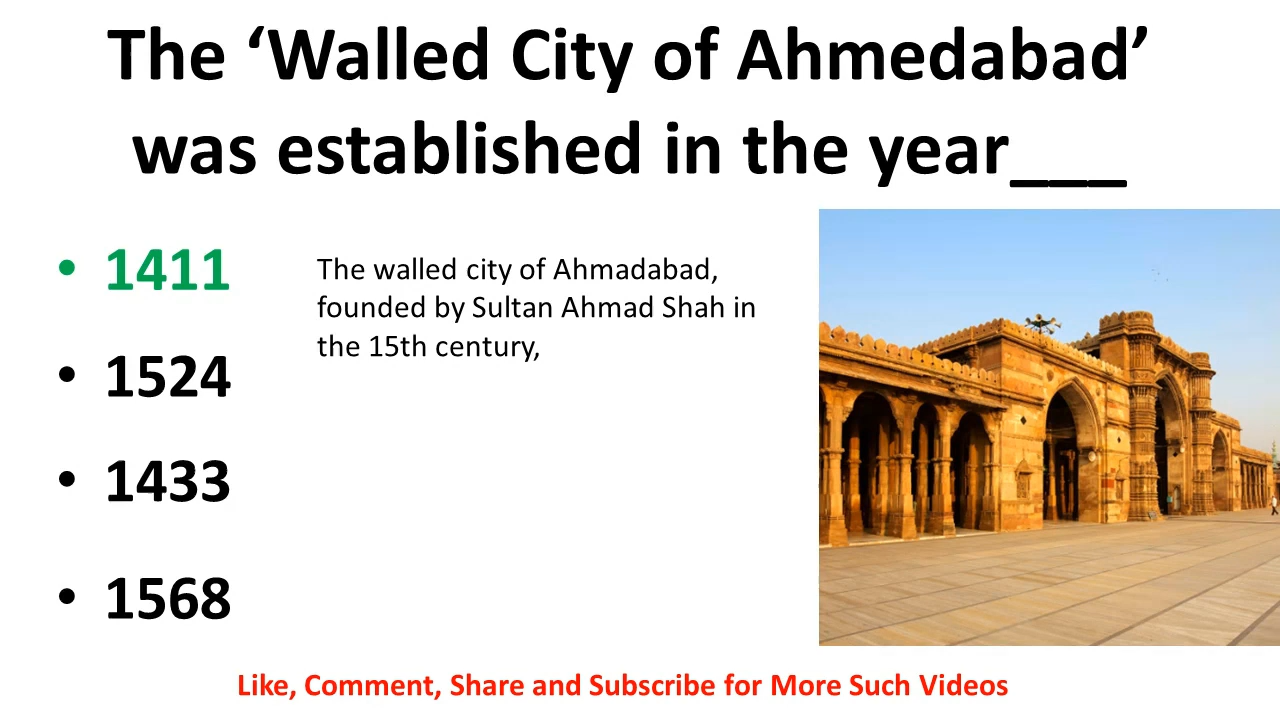 The ‘Walled City of Ahmedabad’
was established in the year___
• 1411
The walled city of Ahmadabad,
founded by Sultan Ahmad Shah in
the 15th century,
• 1524
• 1433
• 1568
Like, Comment, Share and Subscribe for More Such Videos